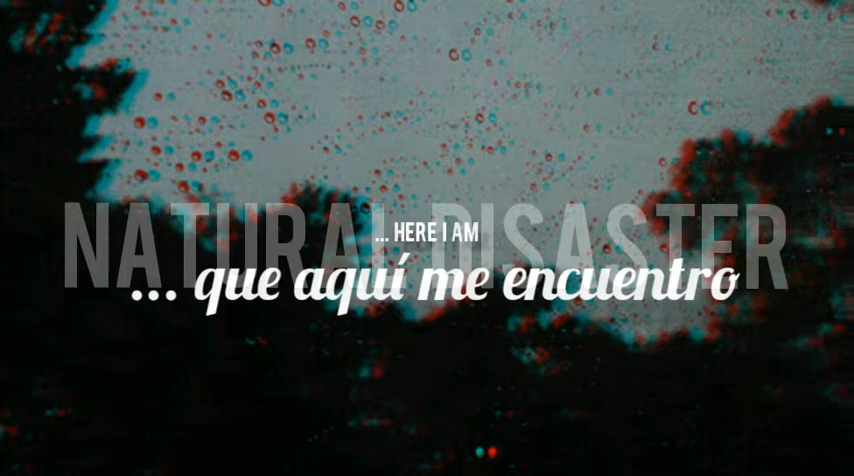 NATURAL DISASTER
... HERE I AM
... que aquí me encuentro